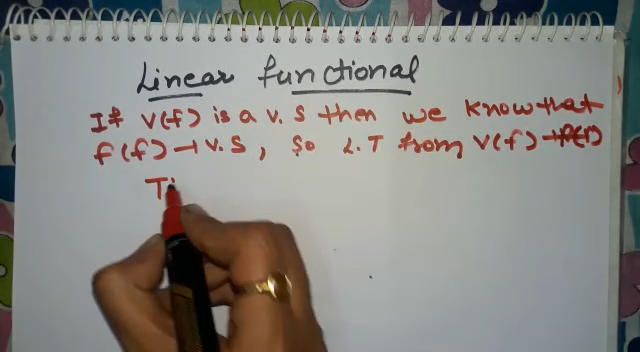 Linear functional
If V(f) is a V.S then we know that
f(f) → V.S, so L.T from V(f) → f(f)
T: